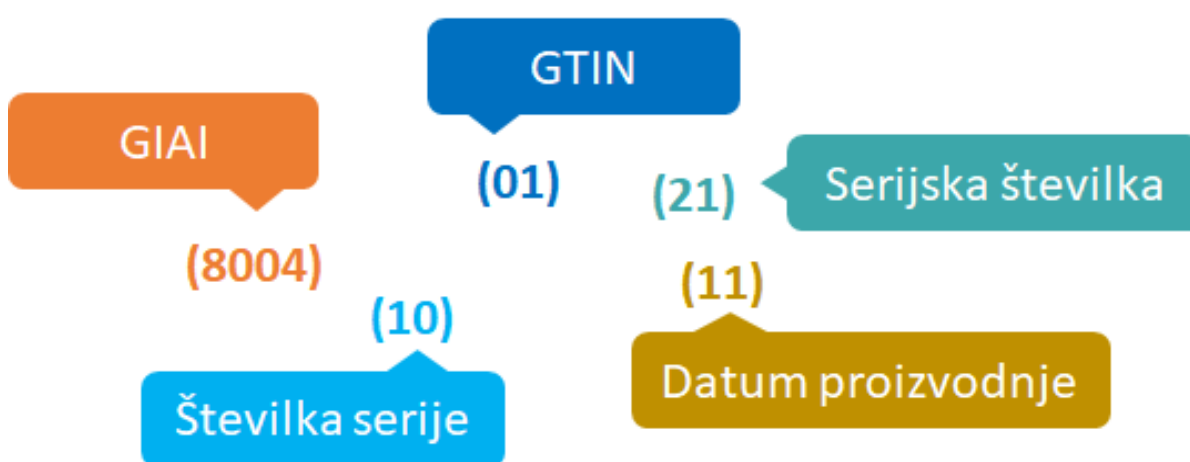 GTIN
GIAI
(01)
(21)
Serijska številka
(8004)
(11)
(10)
Datum proizvodnje
Številka serije